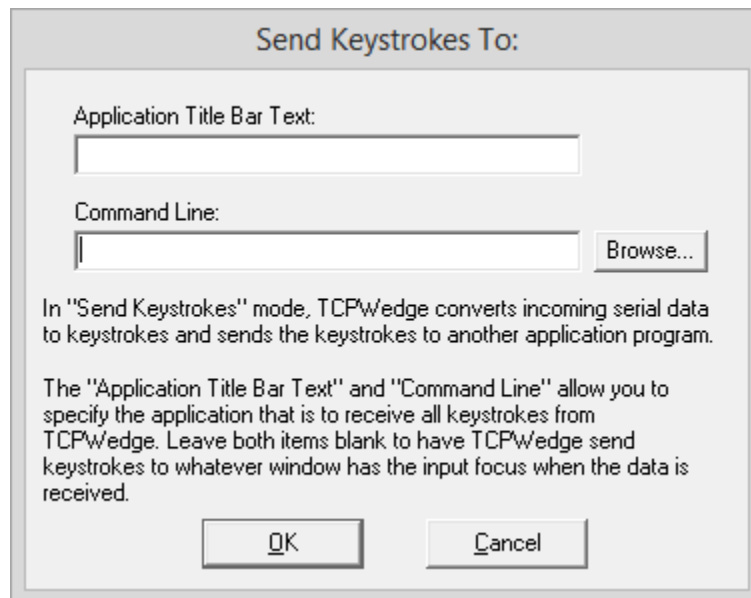 Send Keystrokes To:
Application Title Bar Text:
Command Line:
Browse...
In "Send Keystrokes" mode, TCPWedge converts incoming serial data
to keystrokes and sends the keystrokes to another application program.
The "Application Title Bar Text" and "Command Line" allow you to
specify the application that is to receive all keystrokes from
TCPWedge. Leave both items blank to have TCPWedge send
keystrokes to whatever window has the input focus when the data is
received.
OK
Cancel